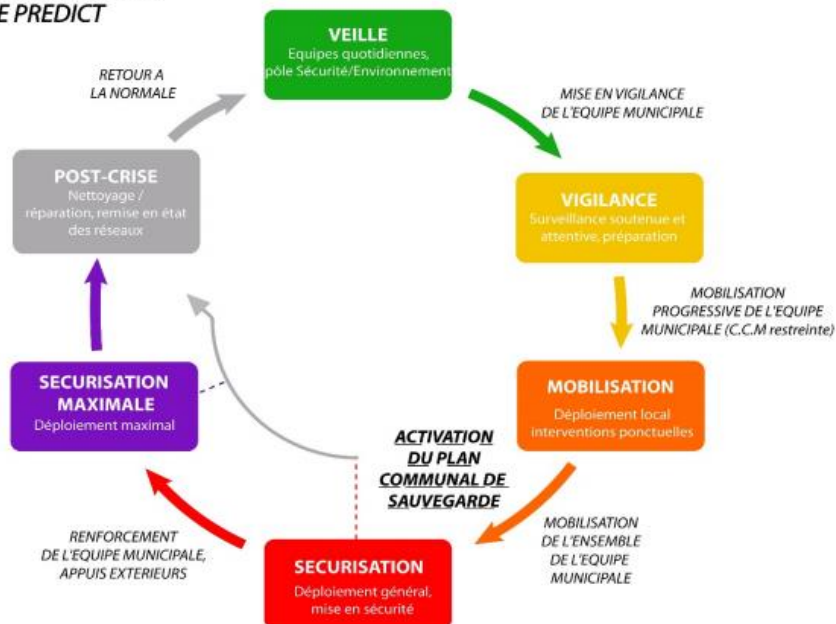 E PREDICT
VEILLE
Equipes quotidiennes,
pôle Sécurité/Environnement
RETOUR A
LA NORMALE
MISE EN VIGILANCE
DE L'EQUIPE MUNICIPALE
POST-CRISE
Nettoyage /
réparation, remise en état
des réseaux
VIGILANCE
Surveillance soutenue et
attentive, préparation
MOBILISATION
PROGRESSIVE DE L'EQUIPE
MUNICIPALE (C.C.M restreinte)
SECURISATION
MAXIMALE
Déploiement maximal
MOBILISATION
Déploiement local
interventions ponctuelles
ACTIVATION
DU PLAN
COMMUNAL DE
SAUVEGARDE
RENFORCEMENT
DE L'EQUIPE MUNICIPALE,
APPUIS EXTERIEURS
MOBILISATION
DE L'ENSEMBLE
DE L'EQUIPE
MUNICIPALE
SECURISATION
Déploiement général,
mise en sécurité